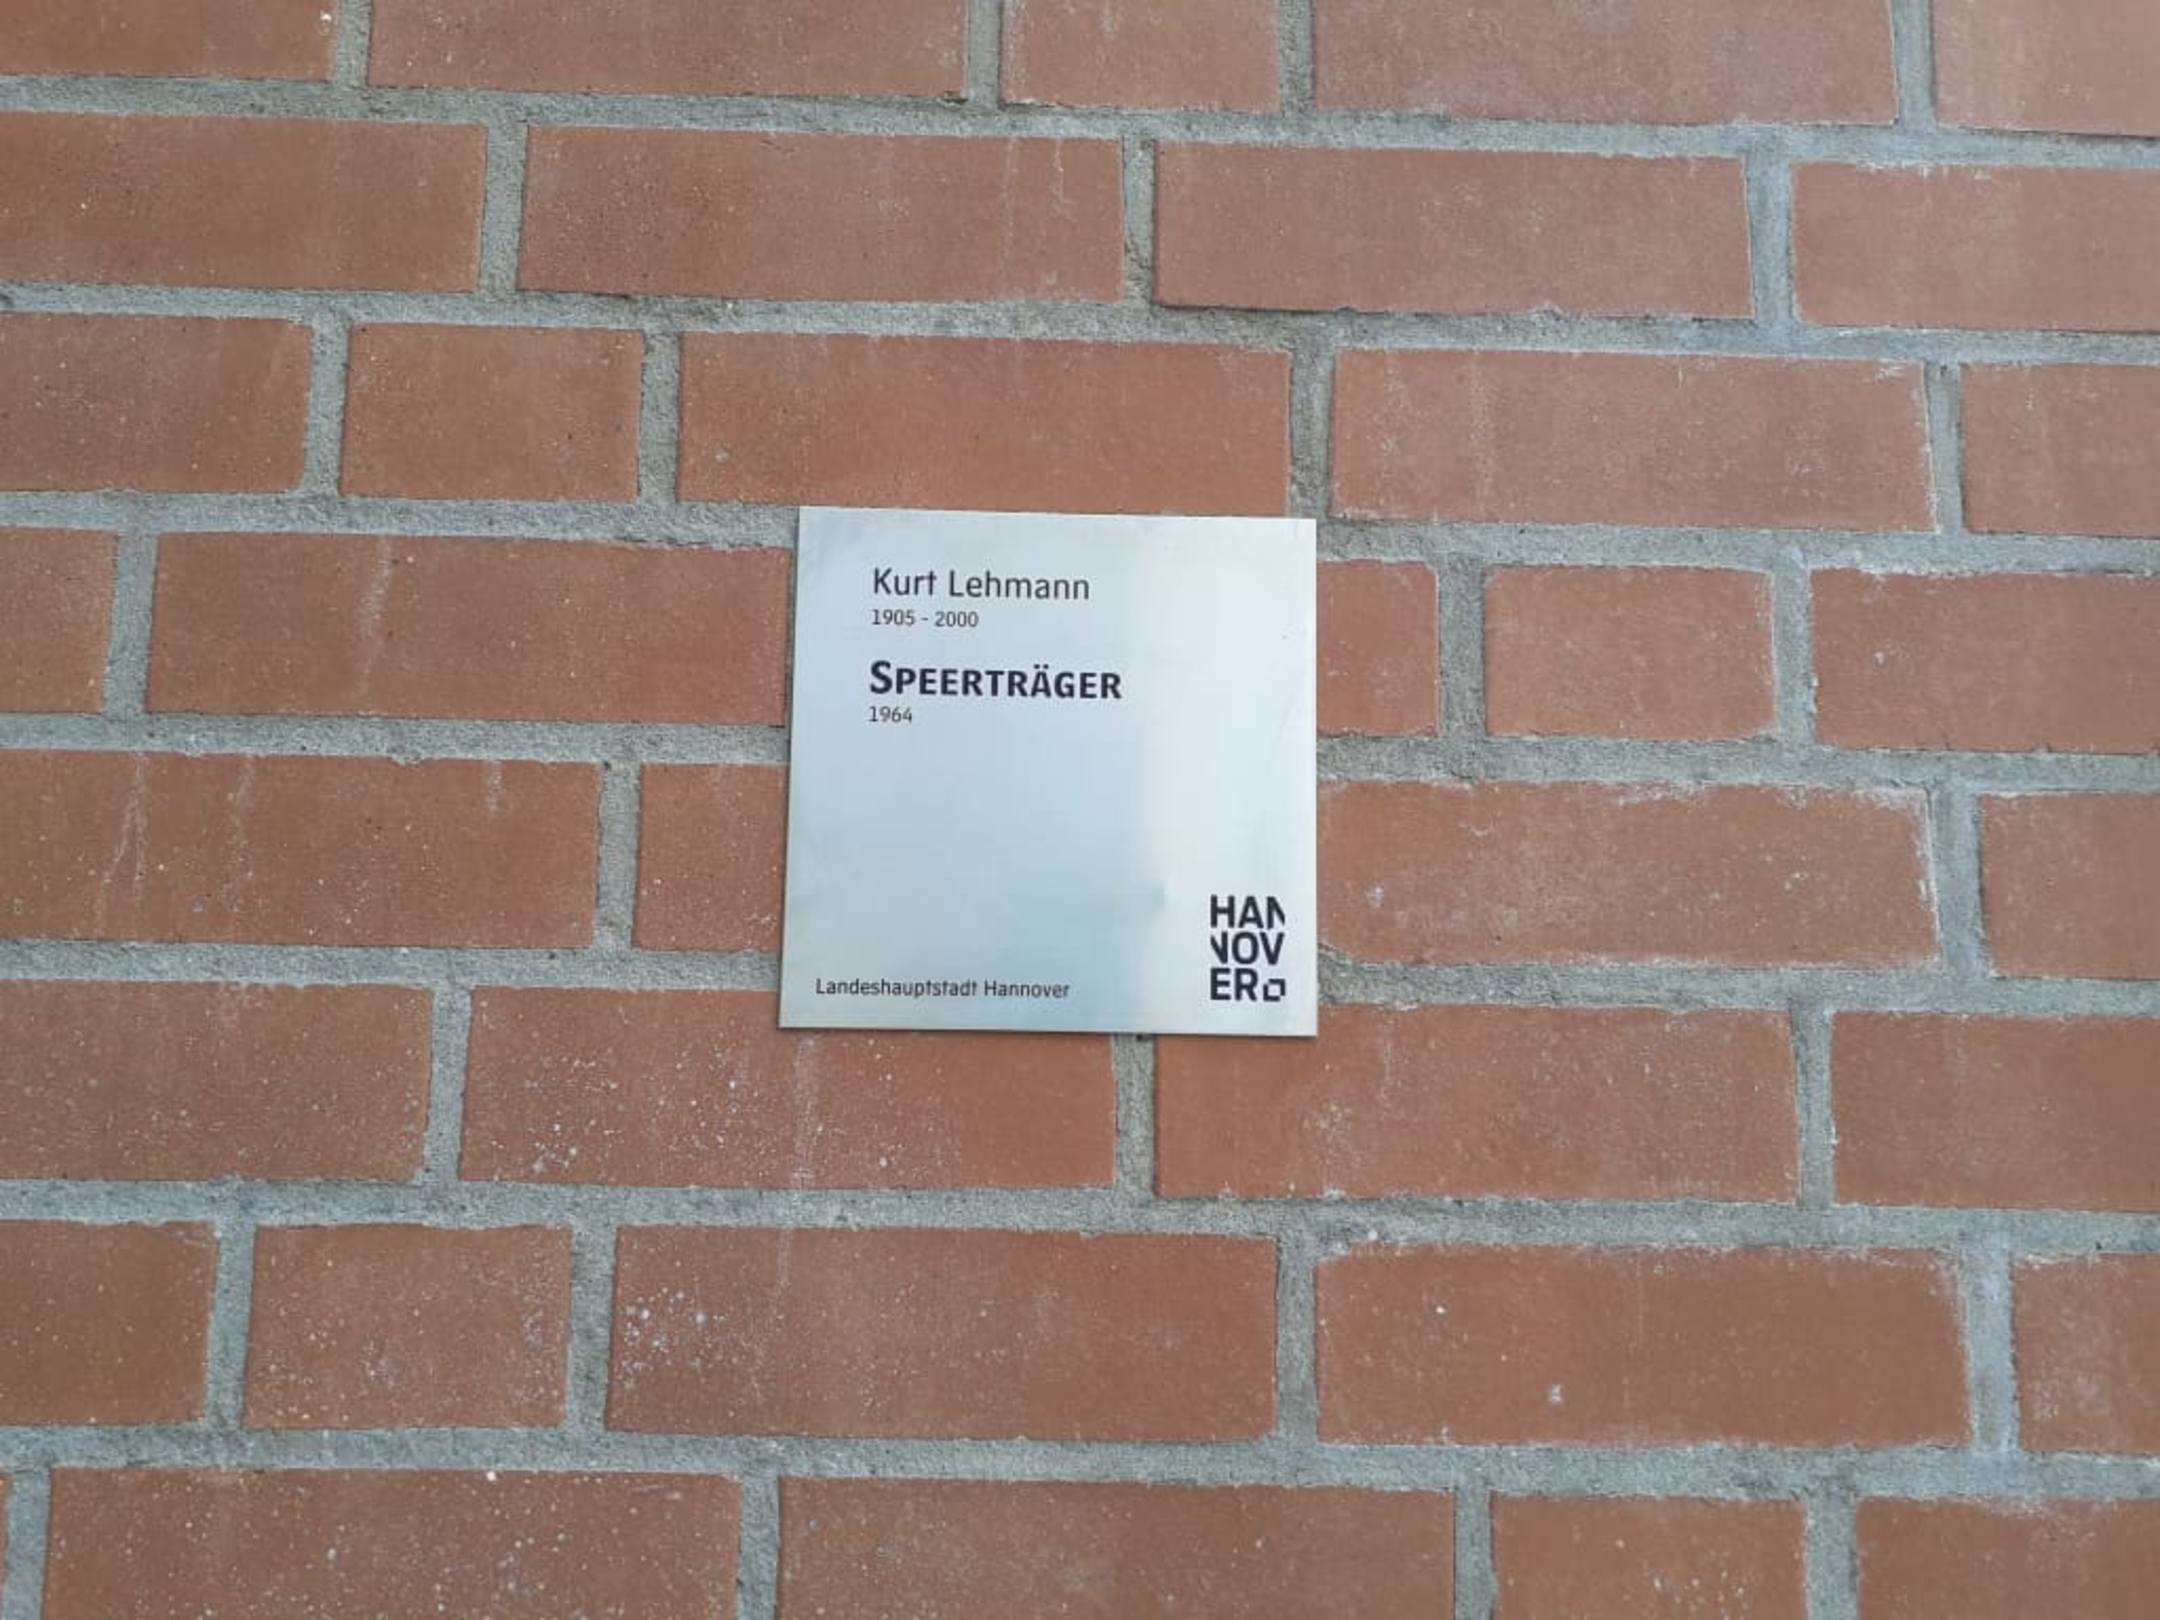 Kurt Lehmann
1905 - 2000
SPEERTRÄGER
1964
Landeshauptstadt Hannover
HAN
NOV
ER